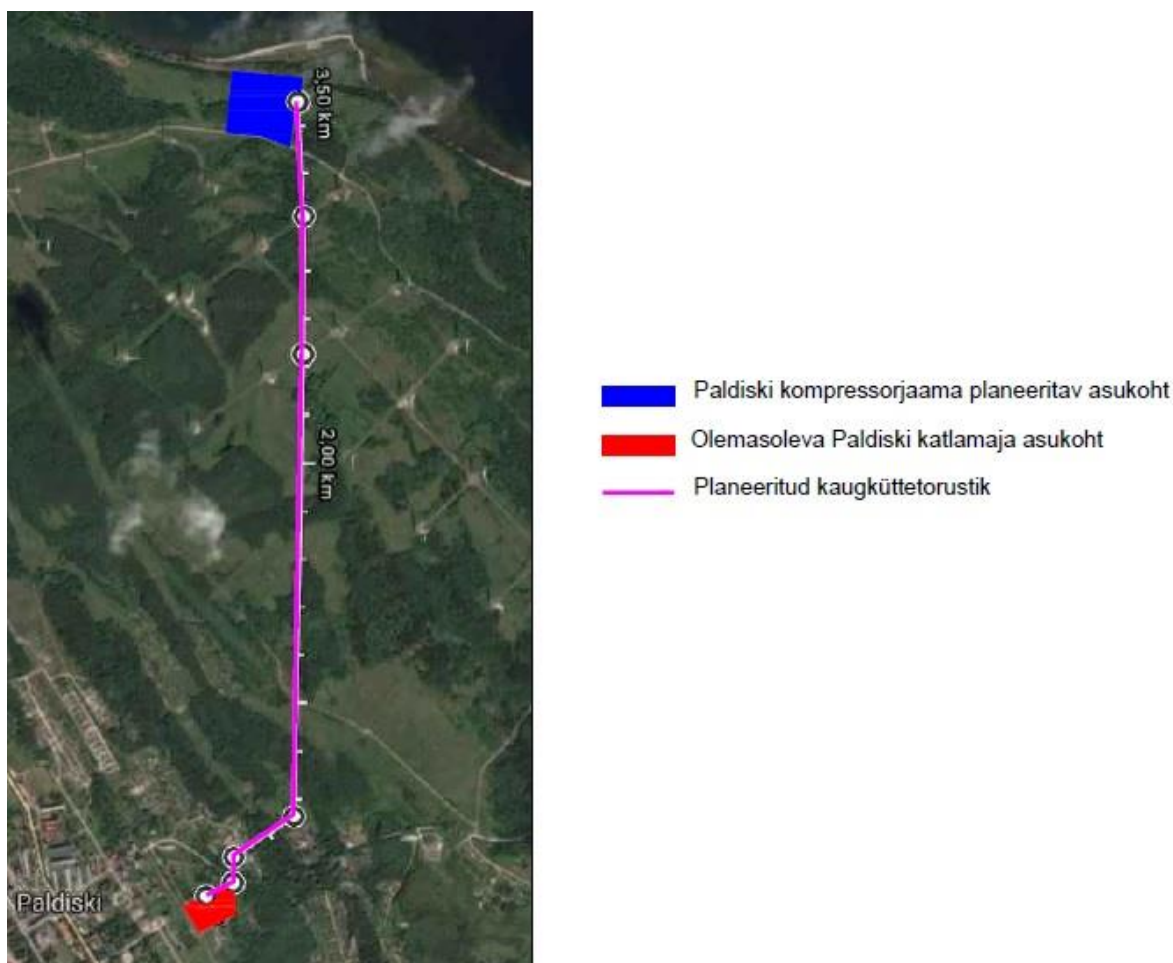 3,50 km
2,00 km
Paldiski
Paldiski kompressorjaama planeeritav asukoht
Olemasoleva Paldiski katlamaja asukoht
Planeeritud kaugküttetorustik